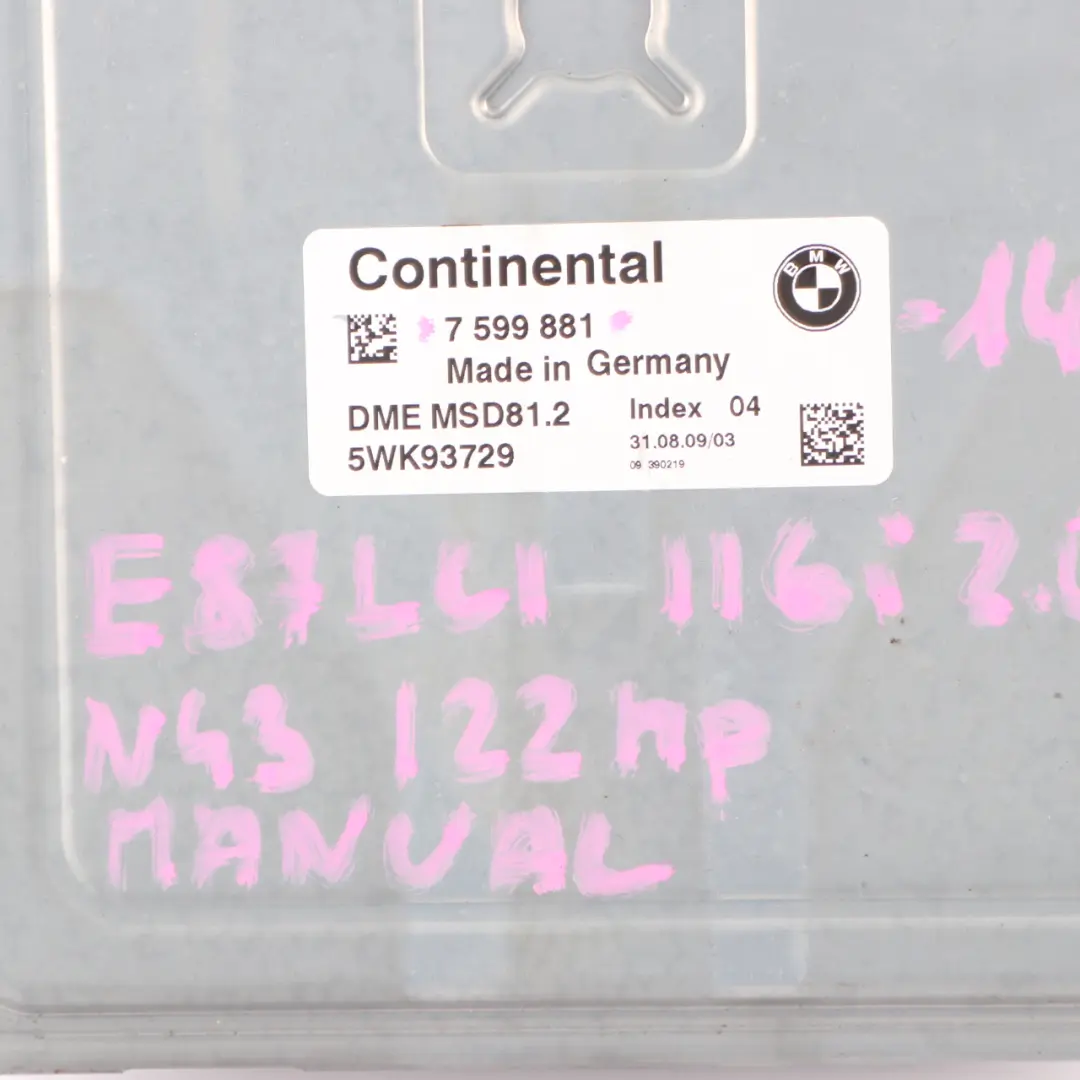 Continental
BMW
7 599 881
-14
Made in Germany
DME MSD81.2 Index 04
5WK93729 31.08.09/03
09 390219
E87LCI 116i 2.0
N43 122hp
MANUAL